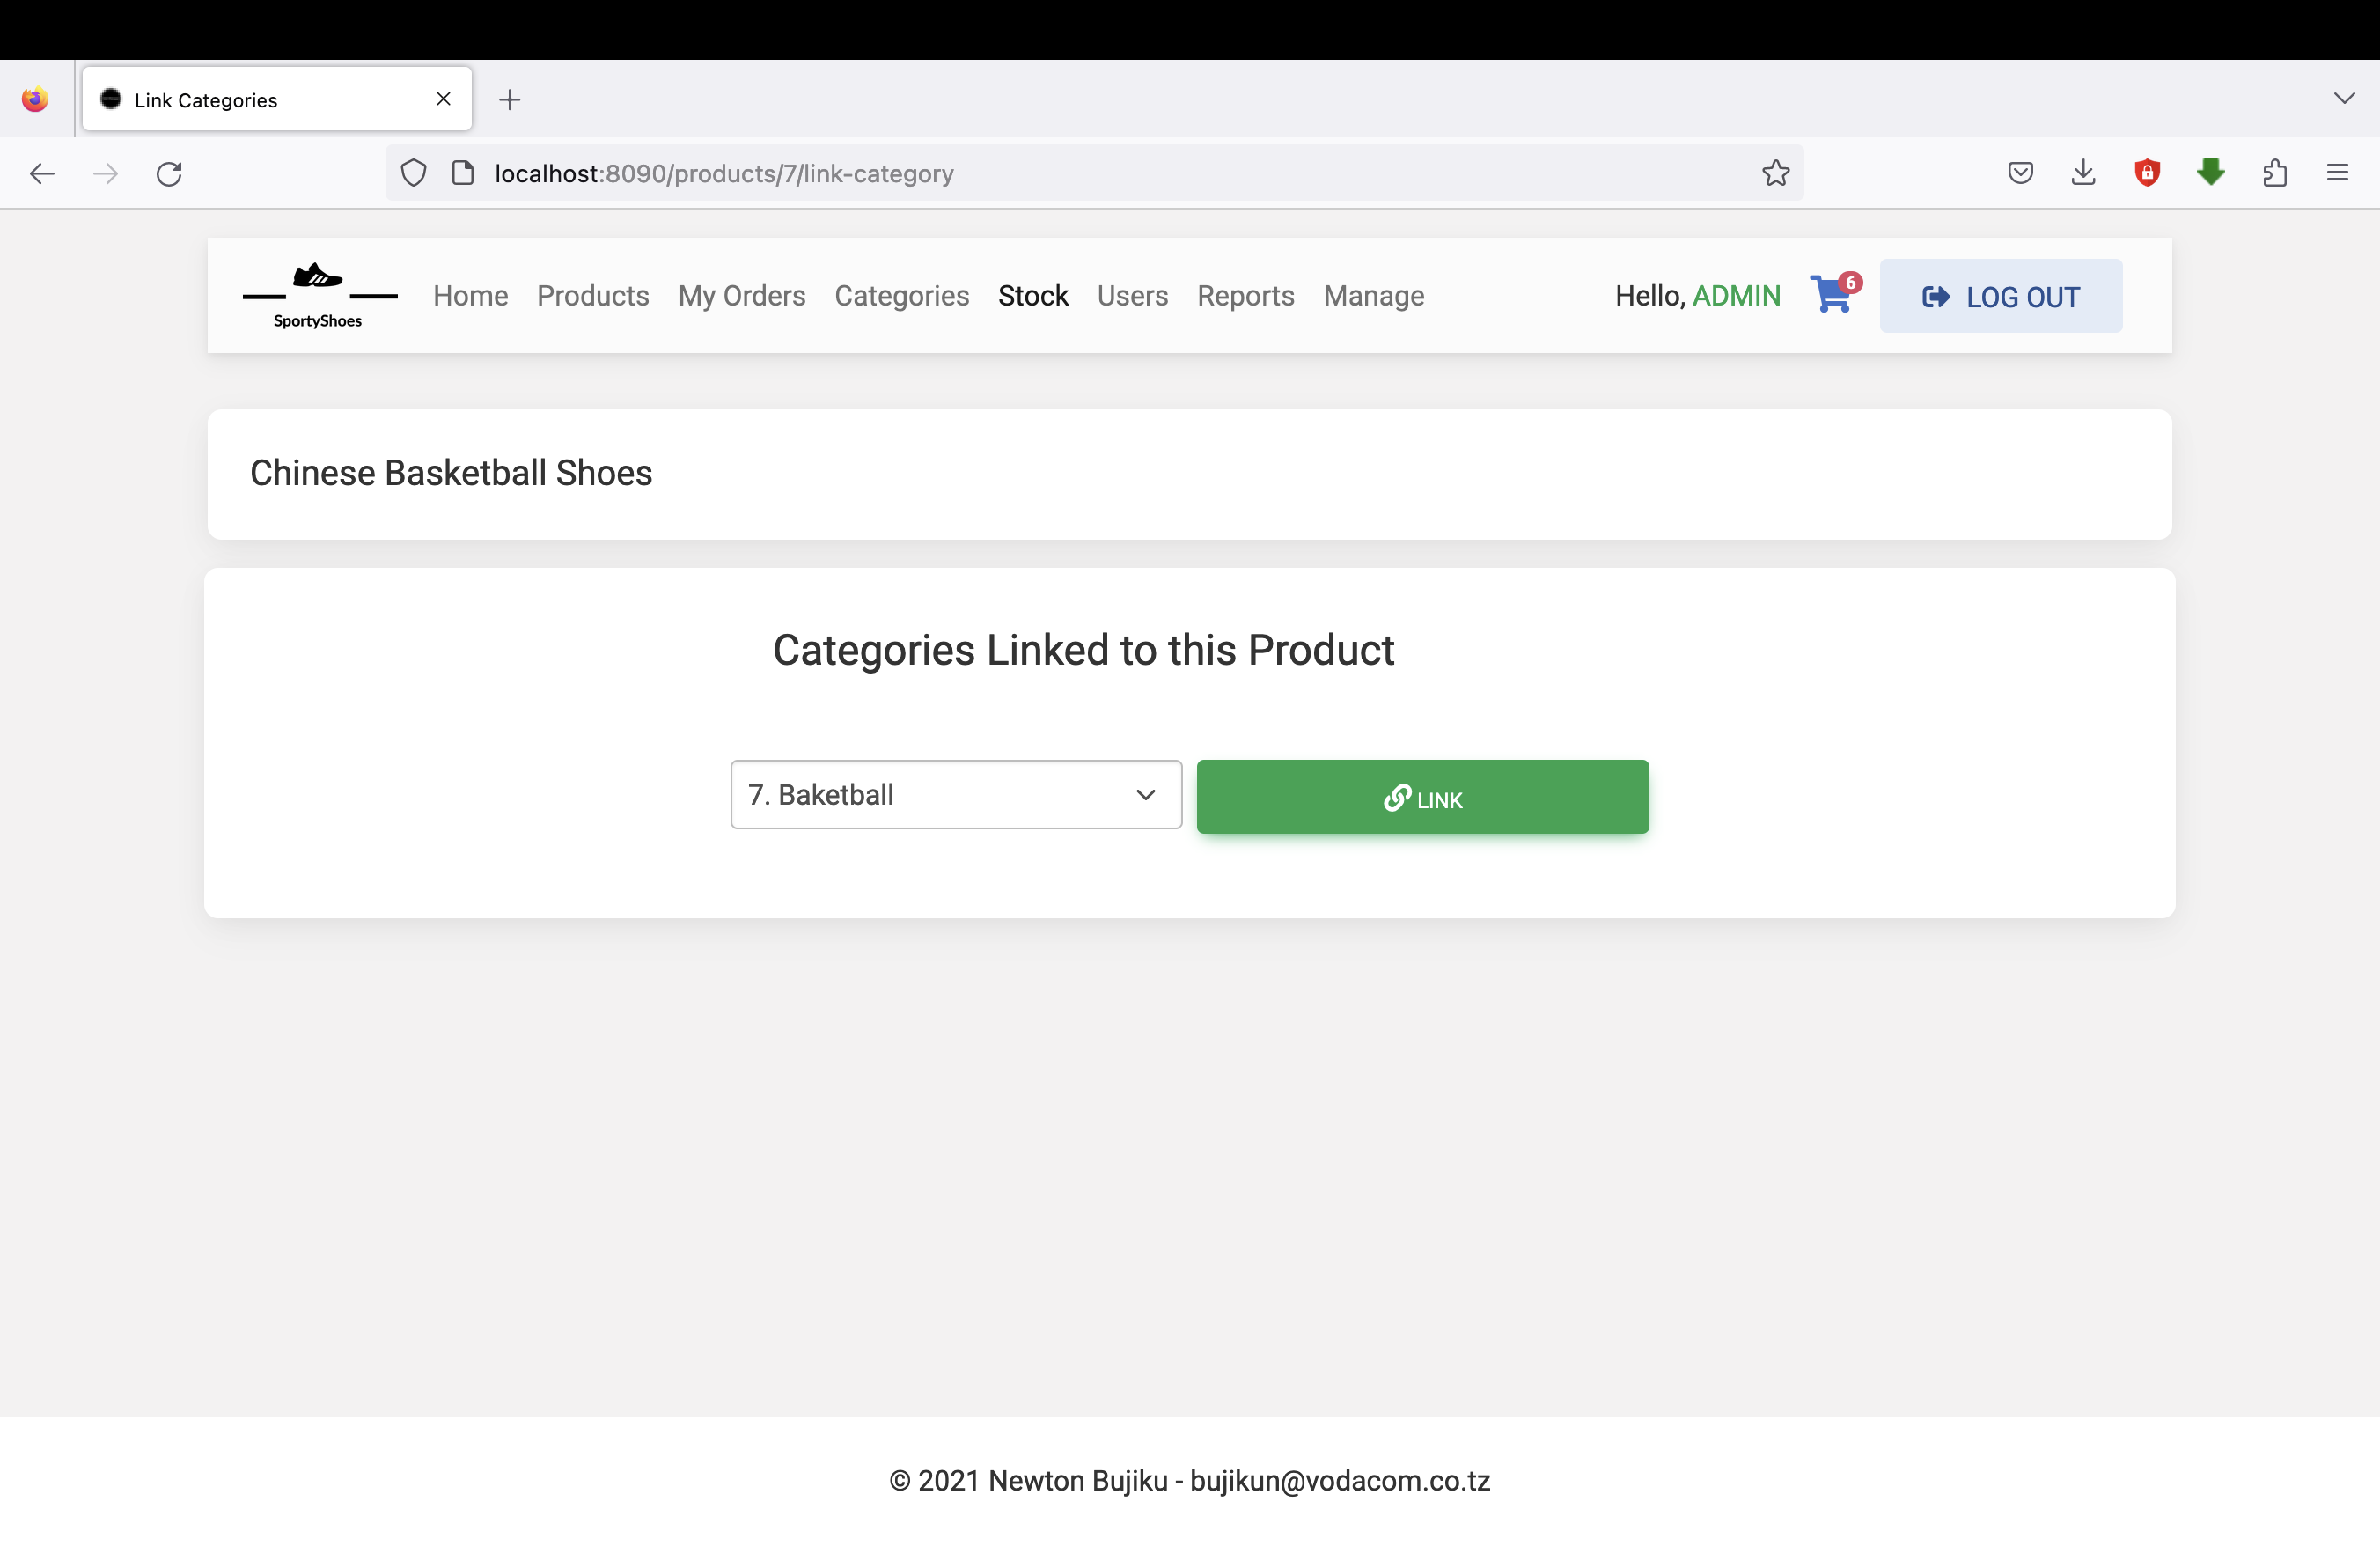 Link Categories
localhost:8090/products/7/link-category
SportyShoes
Home Products My Orders Categories Stock Users Reports Manage Hello, ADMIN 6 LOG OUT
Chinese Basketball Shoes
Categories Linked to this Product
7. Baketball
LINK
© 2021 Newton Bujiku - bujikun@vodacom.co.tz